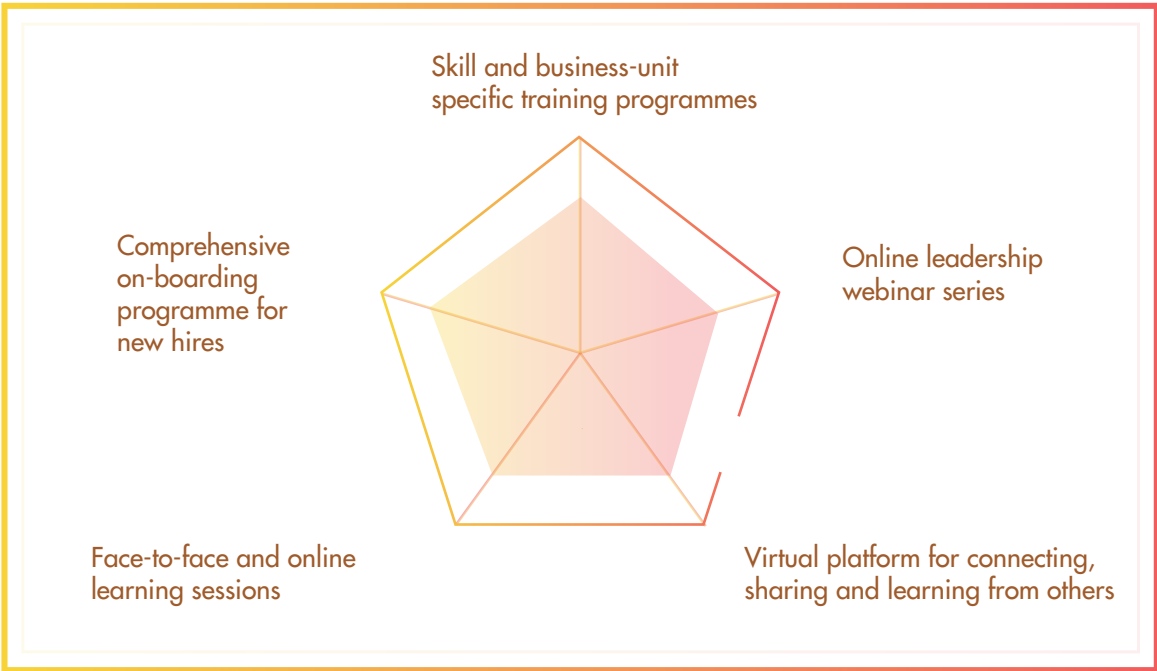 Skill and business-unit
specific training programmes
Comprehensive
on-boarding
programme for
new hires
Online leadership
webinar series
Face-to-face and online
learning sessions
Virtual platform for connecting,
sharing and learning from others